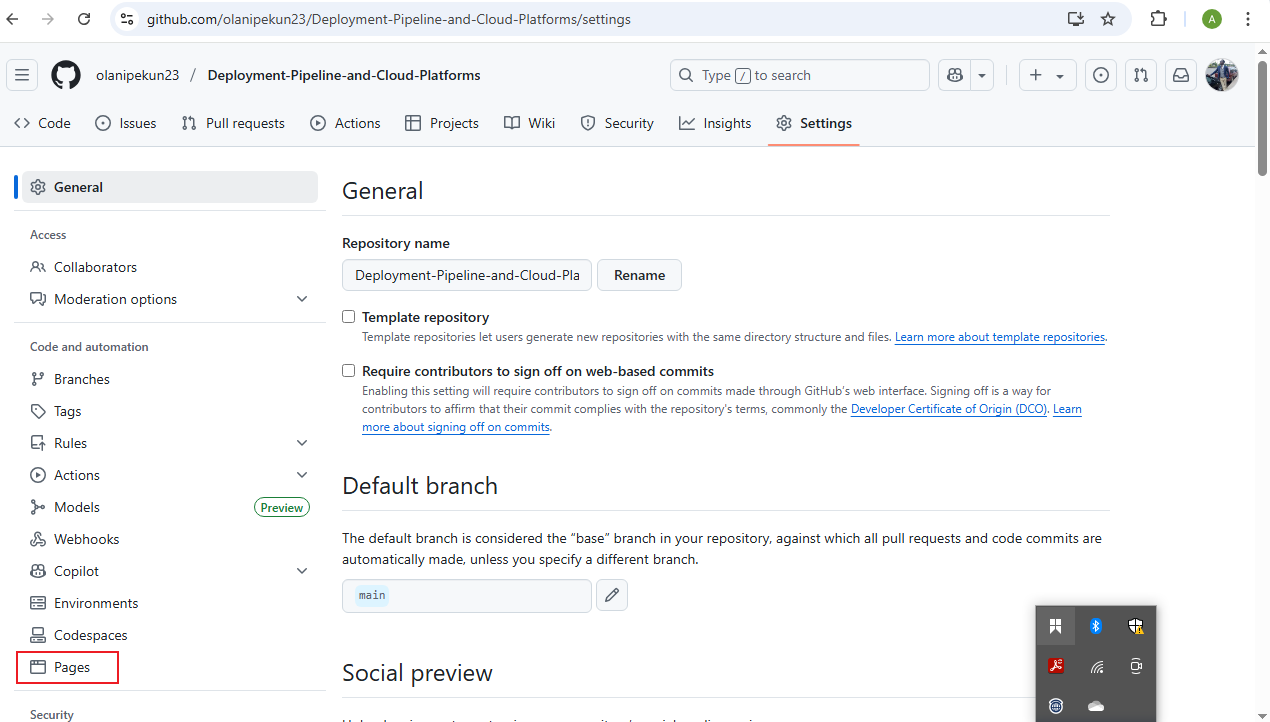 github.com/olanipekun23/Deployment-Pipeline-and-Cloud-Platforms/settings
A
olanipekun23 / Deployment-Pipeline-and-Cloud-Platforms
Type / to search
Code Issues Pull requests Actions Projects Wiki Security Insights Settings
General
Access
Collaborators
Moderation options
Code and automation
Branches
Tags
Rules
Actions
Models Preview
Webhooks
Copilot
Environments
Codespaces
Pages
Security
General
Repository name
Deployment-Pipeline-and-Cloud-Pla Rename
Template repository
Template repositories let users generate new repositories with the same directory structure and files. Learn more about template repositories.
Require contributors to sign off on web-based commits
Enabling this setting will require contributors to sign off on commits made through GitHub's web interface. Signing off is a way for
contributors to affirm that their commit complies with the repository's terms, commonly the Developer Certificate of Origin (DCO). Learn
more about signing off on commits.
Default branch
The default branch is considered the “base” branch in your repository, against which all pull requests and code commits are
automatically made, unless you specify a different branch.
main
Social preview